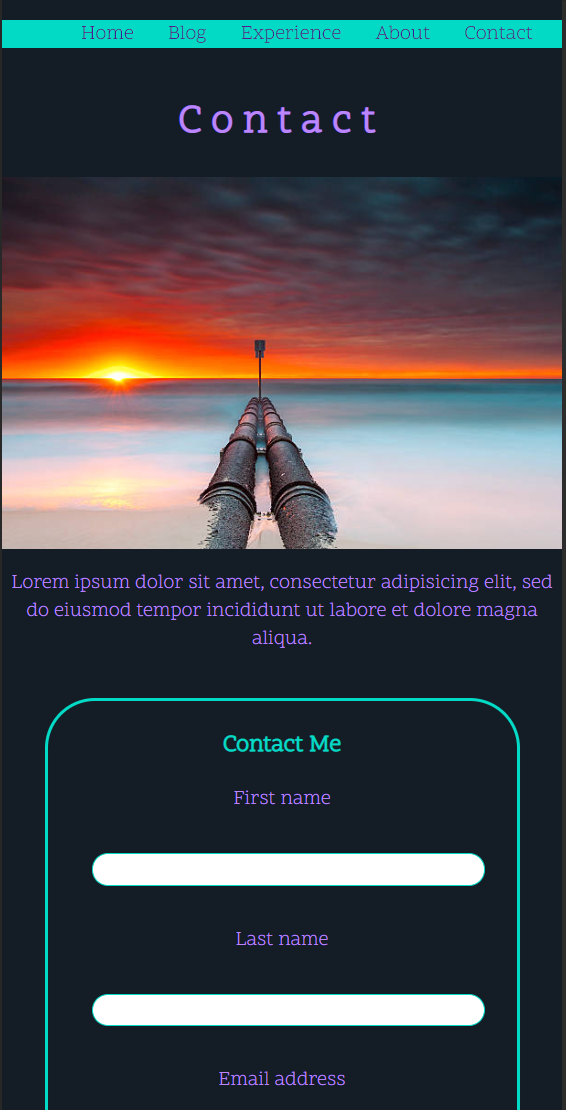 Home Blog Experience About Contact
Contact
Lorem ipsum dolor sit amet, consectetur adipisicing elit, sed
do eiusmod tempor incididunt ut labore et dolore magna
aliqua.
Contact Me
First name
Last name
Email address